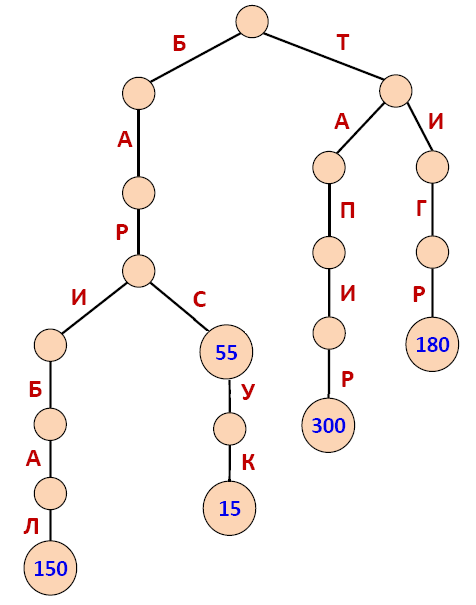 Б Т
А А И
Р П Г
И С И Р
55 180
Б У Р
А К 300
Л 15
150